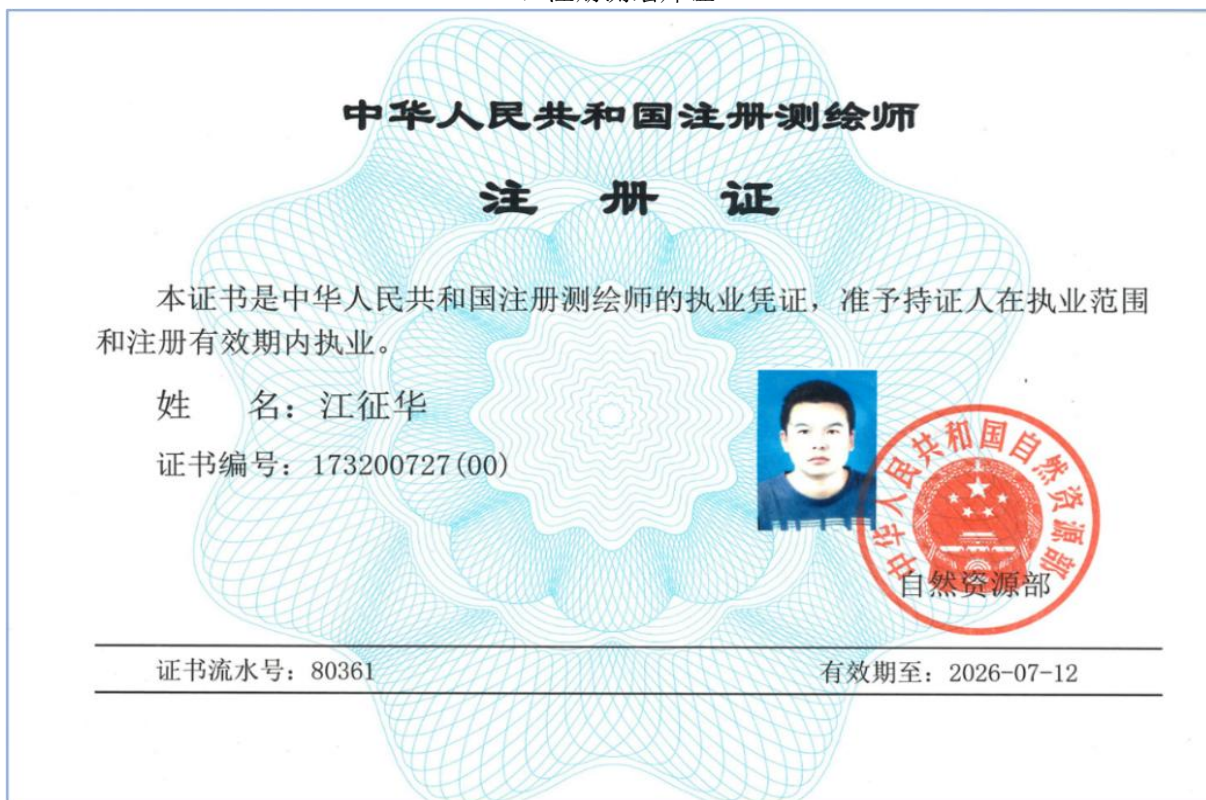 中华人民共和国注册测绘师
注 册 证
本证书是中华人民共和国注册测绘师的执业凭证，准予持证人在执业范围
和注册有效期内执业。
姓 名：江征华
证书编号：173200727(00)
中华人民共和国自然资源部
自然资源部
证书流水号：80361
有效期至：2026-07-12